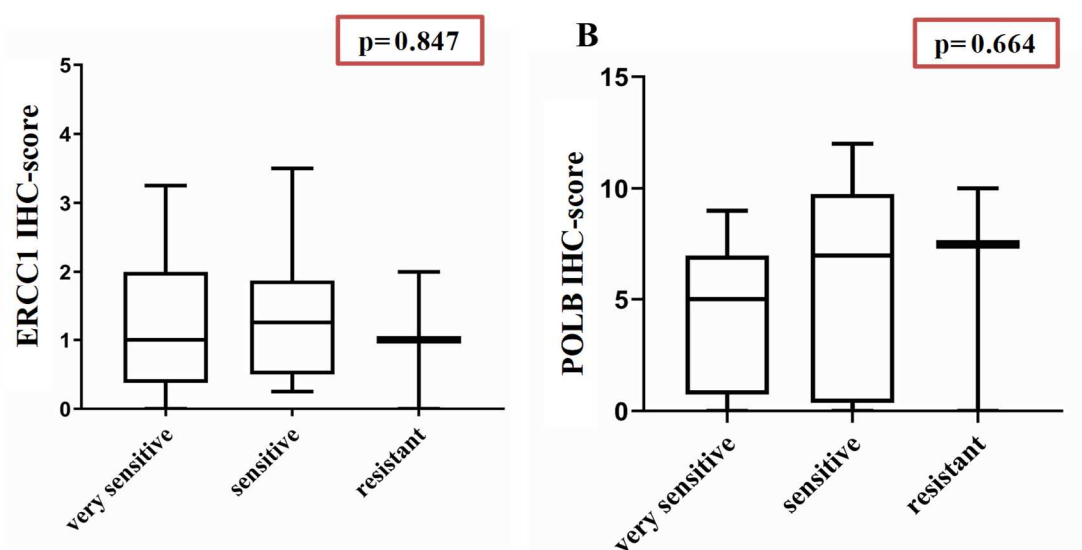 p=0.847
ERCC1 IHC-score
5
4
3
2
1
0
very sensitive
sensitive
resistant
B
p=0.664
POLB IHC-score
15
10
5
0
very sensitive
sensitive
resistant